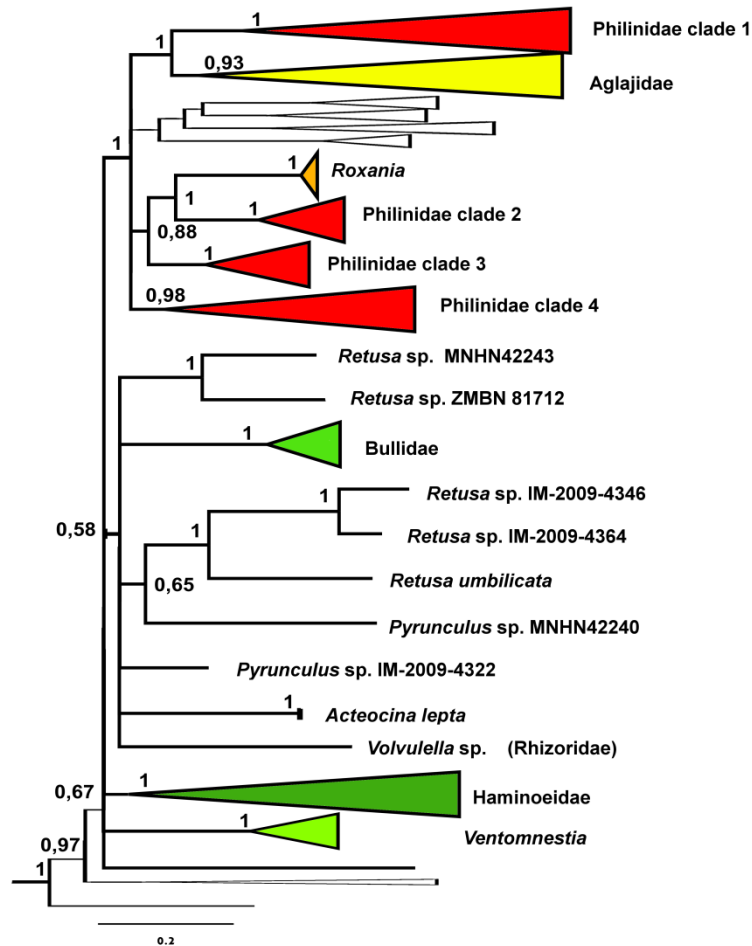 1
Philinidae clade 1
0,93
Aglajidae
1
1
Roxania
1
1
Philinidae clade 2
0,88
1
Philinidae clade 3
0,98
Philinidae clade 4
1
Retusa sp. MNHN42243
Retusa sp. ZMBN 81712
1
Bullidae
1
Retusa sp. IM-2009-4346
0,58
1
Retusa sp. IM-2009-4364
0,65
Retusa umbilicata
Pyrunculus sp. MNHN42240
Pyrunculus sp. IM-2009-4322
1
Acteocina lepta
Volvulella sp. (Rhizoridae)
0,67
1
Haminoeidae
1
Ventomnestia
0,97
1
0.2